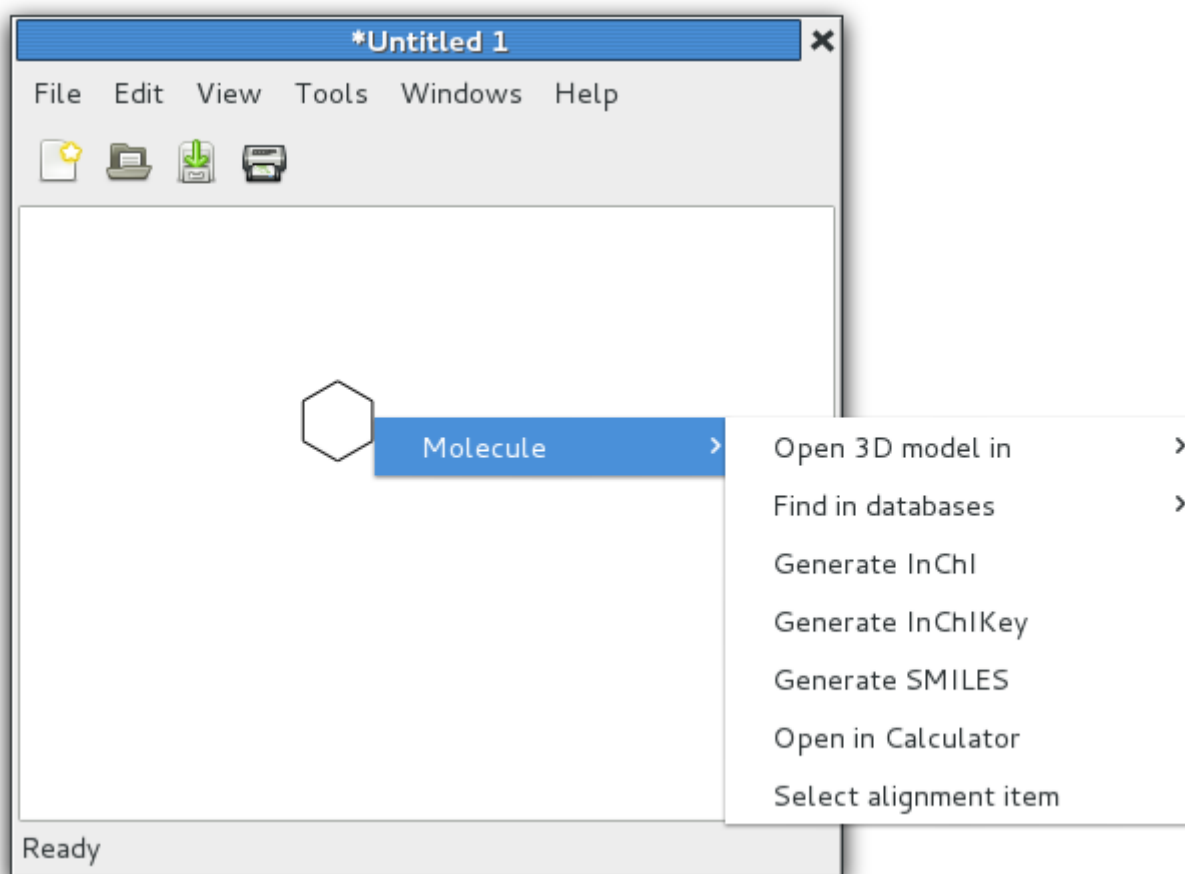 *Untitled 1
File Edit View Tools Windows Help
Molecule
Open 3D model in
Find in databases
Generate InChI
Generate InChIKey
Generate SMILES
Open in Calculator
Select alignment item
Ready